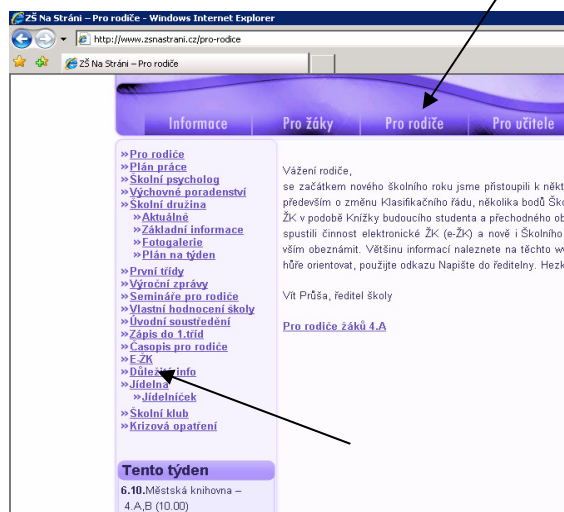 ZŠ Na Stráni – Pro rodiče - Windows Internet Explorer
http://www.zsnastrani.cz/pro-rodice
ZŠ Na Stráni – Pro rodiče
Informace Pro žáky Pro rodiče Pro učitele
»Pro rodiče
»Plán práce
»Školní psycholog
»Výchovné poradenství
»Školní družina
»Aktuálně
»Základní informace
»Fotogalerie
»Plán na týden
»První třídy
»Výroční zprávy
»Semináře pro rodiče
»Vlastní hodnocení školy
»Úvodní soustředění
»Zápis do 1.tříd
»Časopis pro rodiče
»E-ŽK
»Důležité info
»Jídelna
»Jídelníček
»Školní klub
»Krizová opatření
Tento týden
6.10.Městská knihovna –
4.A,B (10.00)
Vážení rodiče,
se začátkem nového školního roku jsme přistoupili k někt
především o změnu Klasifikačního řádu, několika bodů Ško
ŽK v podobě Knížky budoucího studenta a přechodného ob
spustili činnost elektronické ŽK (e-ŽK) a nově i Školního
vším obeznámit. Většinu informací naleznete na těchto w
hůře orientovat, použijte odkazu Napište do ředitelny. Hezk
Vít Průša, ředitel školy
Pro rodiče žáků 4.A